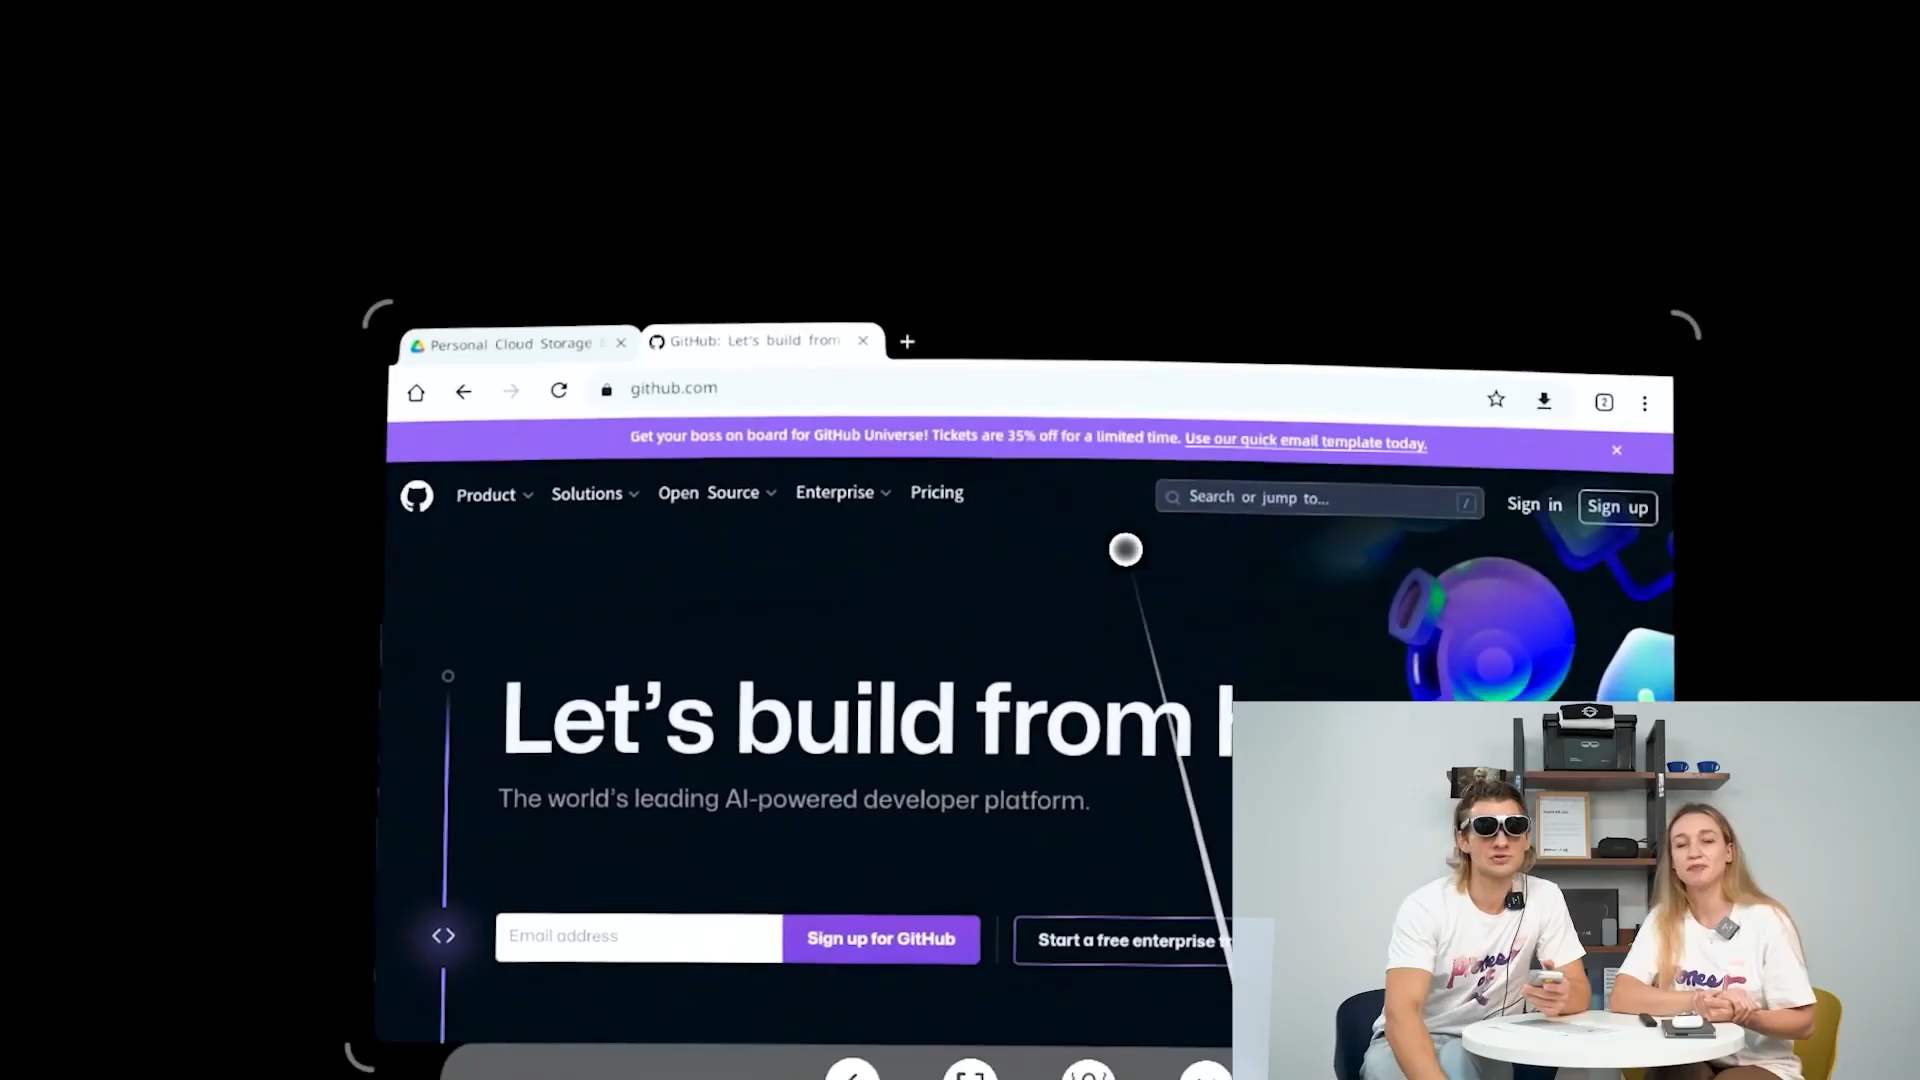 Personal Cloud Storage
GitHub: Let's build from
github.com
2
Get your boss on board for GitHub Universe! Tickets are 35% off for a limited time. Use our quick email template today.
Product Solutions Open Source Enterprise Pricing
Search or jump to... /
Sign in Sign up
Let's build from
The world's leading AI-powered developer platform.
Email address
Sign up for GitHub
Start a free enterprise